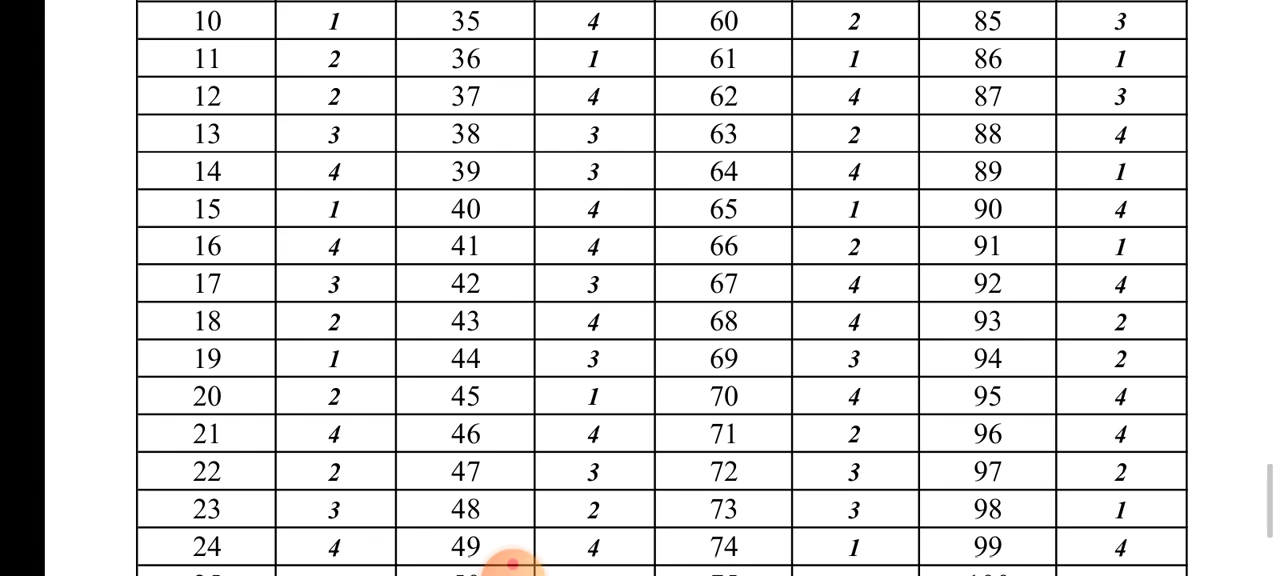 10 1 35 4 60 2 85 3
11 2 36 1 61 1 86 1
12 2 37 4 62 4 87 3
13 3 38 3 63 2 88 4
14 4 39 3 64 4 89 1
15 1 40 4 65 1 90 4
16 4 41 4 66 2 91 1
17 3 42 3 67 4 92 4
18 2 43 4 68 4 93 2
19 1 44 3 69 3 94 2
20 2 45 1 70 4 95 4
21 4 46 4 71 2 96 4
22 2 47 3 72 3 97 2
23 3 48 2 73 3 98 1
24 4 49 4 74 1 99 4